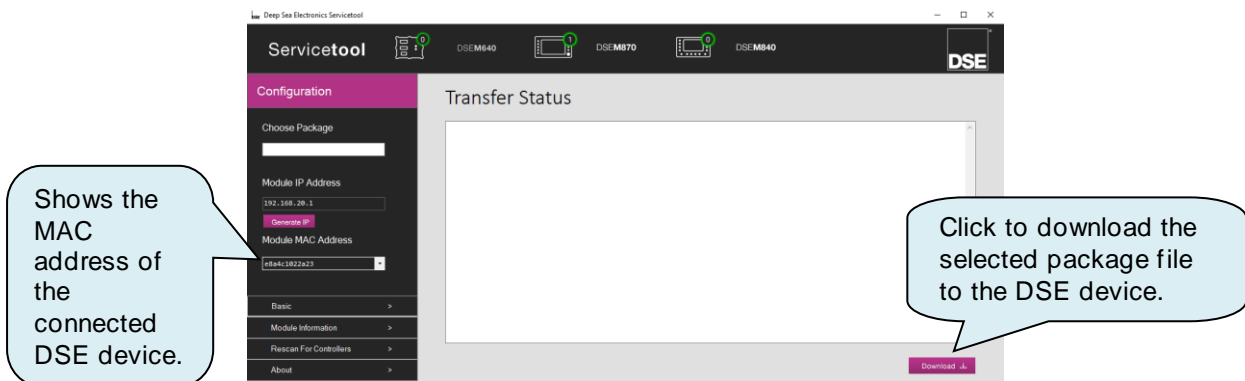 Deep Sea Electronics Servicetool
Servicetool
0
DSEM640
1
DSEM870
0
DSEM840
DSE
Configuration
Transfer Status
Choose Package
Module IP Address
192.168.20.1
Generate IP
Module MAC Address
e8a4c1022a23
Basic >
Module Information >
Rescan For Controllers >
About >
Download
Shows the
MAC
address of
the
connected
DSE device.
Click to download the
selected package file
to the DSE device.